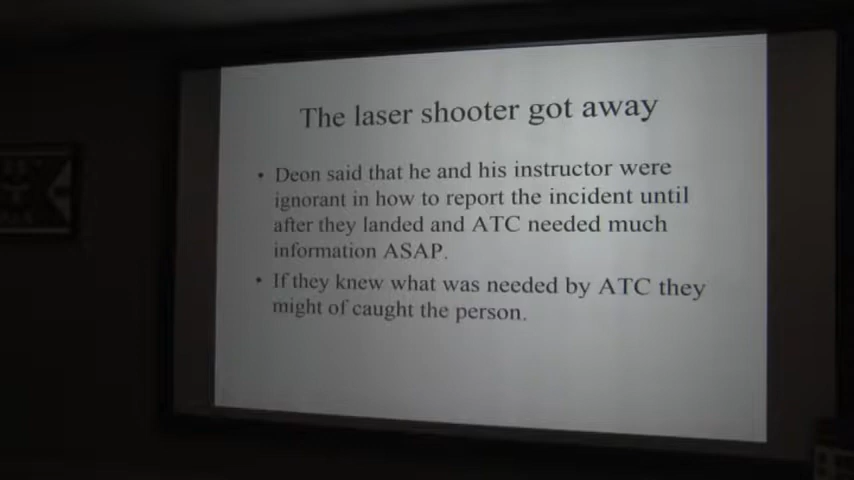 The laser shooter got away
• Deon said that he and his instructor were
ignorant in how to report the incident until
after they landed and ATC needed much
information ASAP.
• If they knew what was needed by ATC they
might of caught the person.